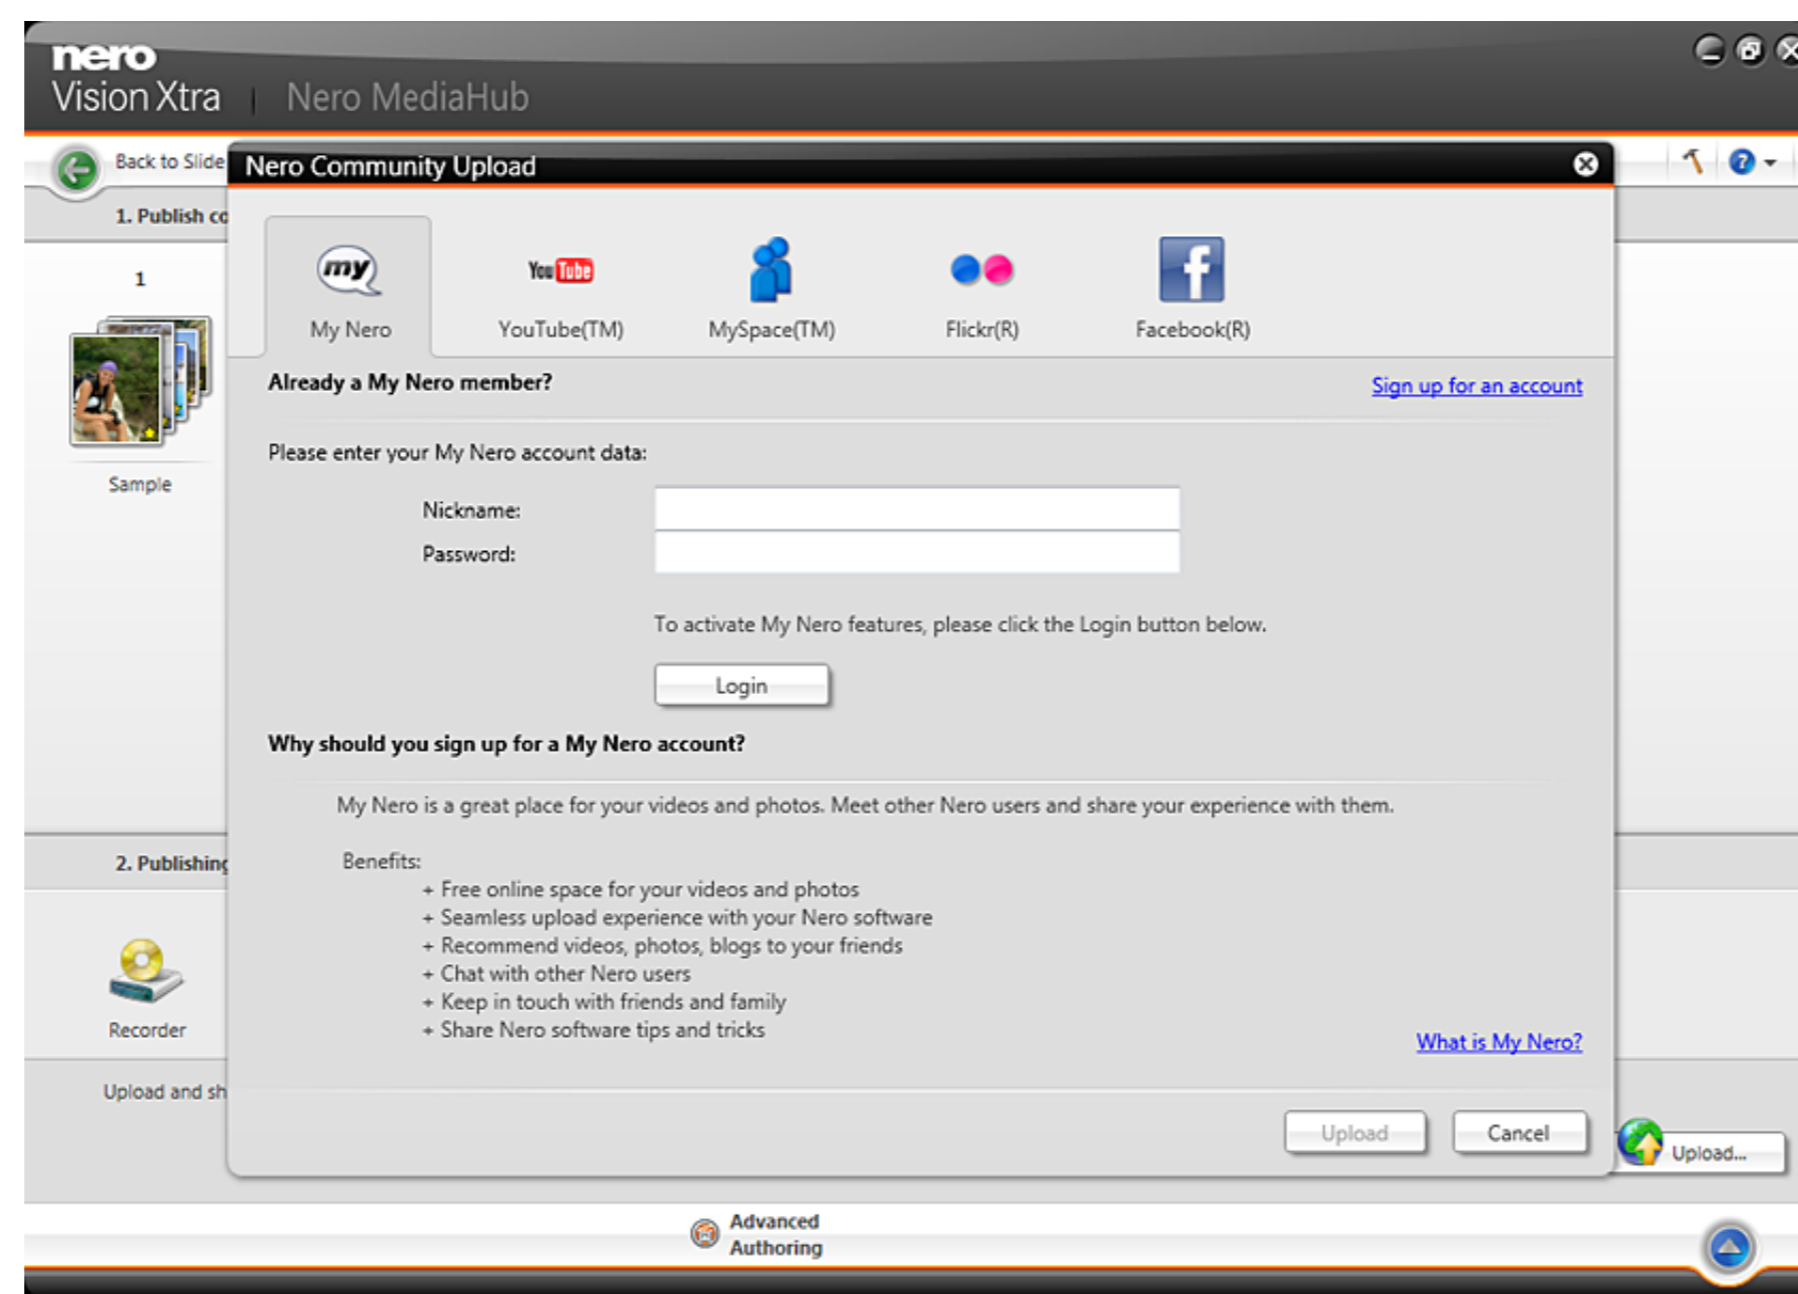 nero
Vision Xtra | Nero MediaHub
Back to Slide
Nero Community Upload
1. Publish co
1
Sample
my
You Tube
f
My Nero
YouTube(TM)
MySpace(TM)
Flickr(R)
Facebook(R)
Already a My Nero member?
Sign up for an account
Please enter your My Nero account data:
Nickname:
Password:
To activate My Nero features, please click the Login button below.
Login
Why should you sign up for a My Nero account?
My Nero is a great place for your videos and photos. Meet other Nero users and share your experience with them.
Benefits:
+ Free online space for your videos and photos
+ Seamless upload experience with your Nero software
+ Recommend videos, photos, blogs to your friends
+ Chat with other Nero users
+ Keep in touch with friends and family
+ Share Nero software tips and tricks
What is My Nero?
2. Publishing
Recorder
Upload and sh
Upload
Cancel
Upload...
Advanced
Authoring